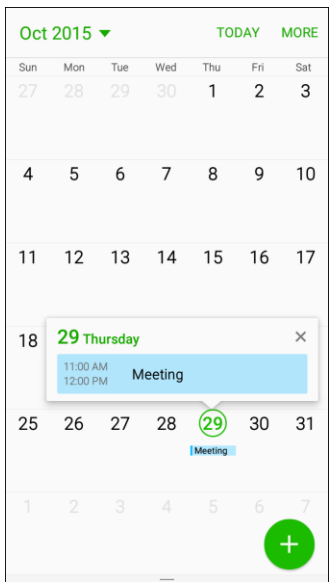 Oct 2015 TODAY MORE
Sun Mon Tue Wed Thu Fri Sat
27 28 29 30 1 2 3
4 5 6 7 8 9 10
11 12 13 14 15 16 17
18 29 Thursday
11:00 AM
12:00 PM Meeting
25 26 27 28 29 30 31
Meeting
1 2 3 4 5 6 7